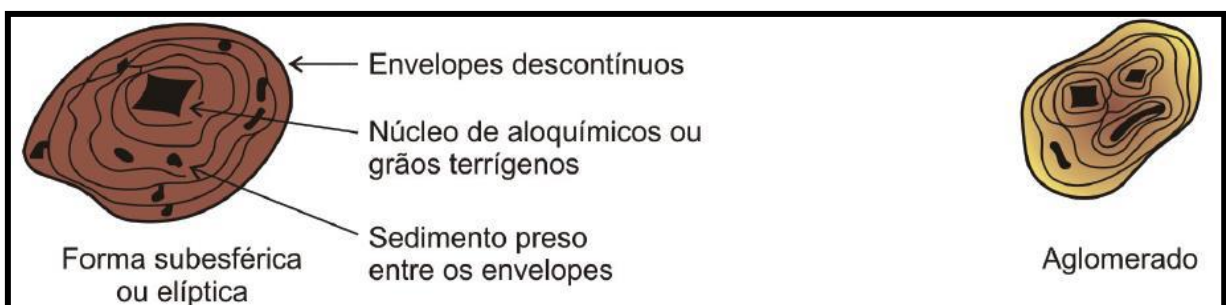 Envelopes descontínuos
Núcleo de aloquímicos ou
grãos terrígenos
Sedimento preso
entre os envelopes
Forma subesférica
ou elíptica
Aglomerado